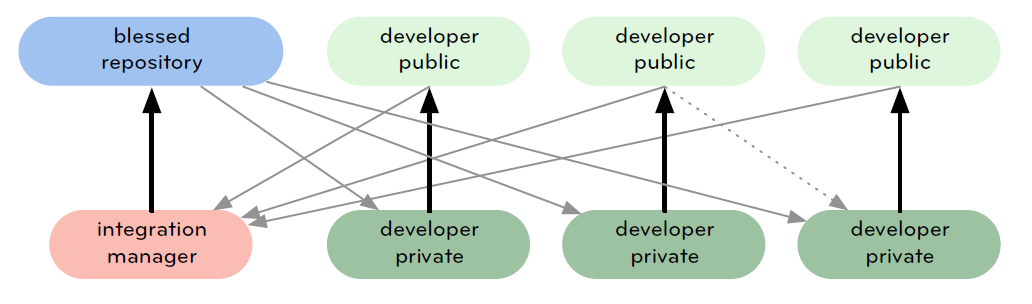 blessed
repository
developer
public
developer
public
developer
public
integration
manager
developer
private
developer
private
developer
private